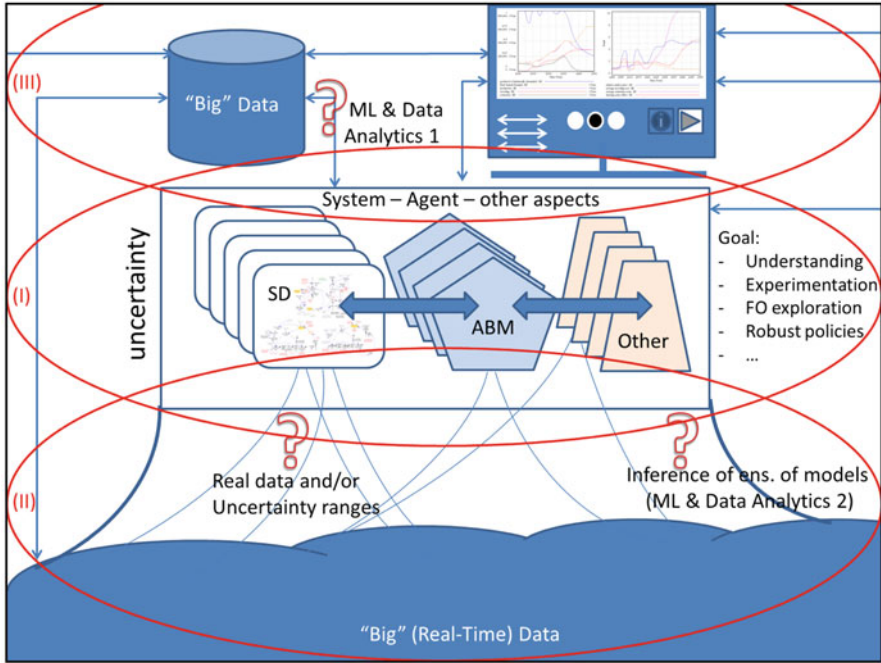 (III)
"Big" Data
ML & Data
Analytics 1
System – Agent – other aspects
uncertainty
(I)
SD
ABM
Other
Goal:
- Understanding
- Experimentation
- FO exploration
- Robust policies
- ...
(II)
Real data and/or
Uncertainty ranges
Inference of ens. of models
(ML & Data Analytics 2)
"Big" (Real-Time) Data